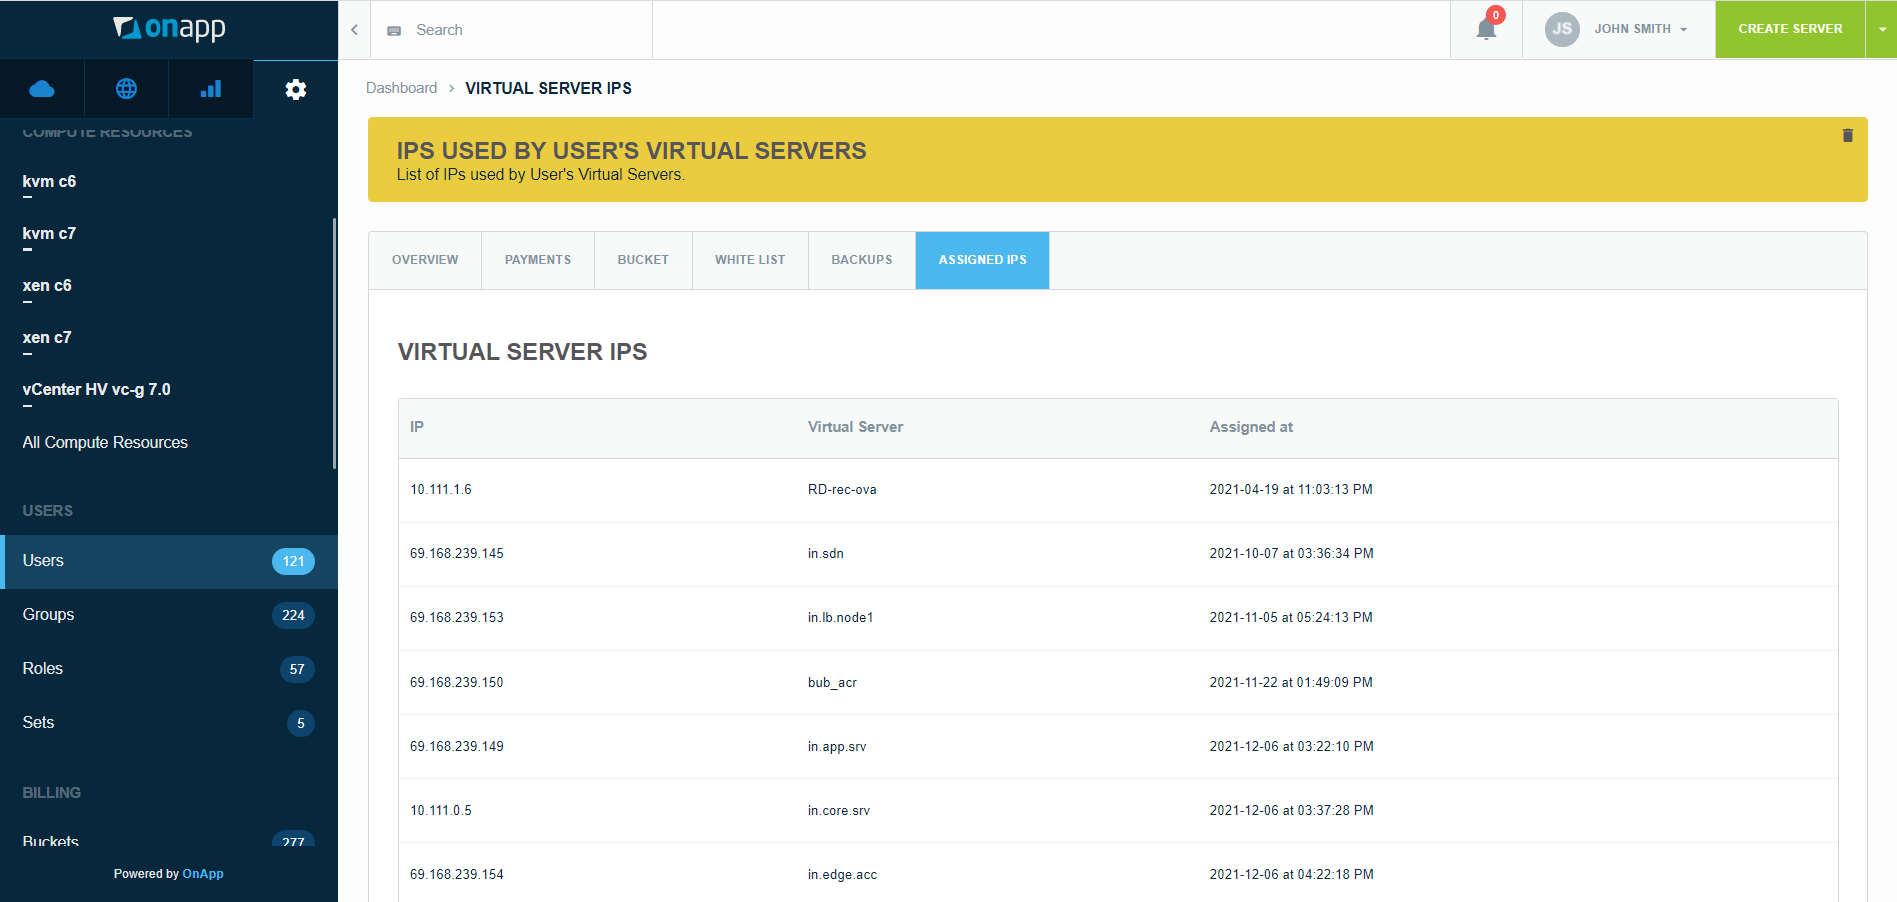 onapp
Search
0
JS
JOHN SMITH
CREATE SERVER
COMPUTE RESOURCES
kvm c6
kvm c7
xen c6
xen c7
vCenter HV vc-g 7.0
All Compute Resources
USERS
Users 121
Groups 224
Roles 57
Sets 5
BILLING
Buckets 277
Powered by OnApp
Dashboard > VIRTUAL SERVER IPS
IPS USED BY USER'S VIRTUAL SERVERS
List of IPs used by User's Virtual Servers.
OVERVIEW PAYMENTS BUCKET WHITE LIST BACKUPS ASSIGNED IPS
VIRTUAL SERVER IPS
IP Virtual Server Assigned at
10.111.1.6 RD-rec-ova 2021-04-19 at 11:03:13 PM
69.168.239.145 in.sdn 2021-10-07 at 03:36:34 PM
69.168.239.153 in.lb.node1 2021-11-05 at 05:24:13 PM
69.168.239.150 bub_acr 2021-11-22 at 01:49:09 PM
69.168.239.149 in.app.srv 2021-12-06 at 03:22:10 PM
10.111.0.5 in.core.srv 2021-12-06 at 03:37:28 PM
69.168.239.154 in.edge.acc 2021-12-06 at 04:22:18 PM